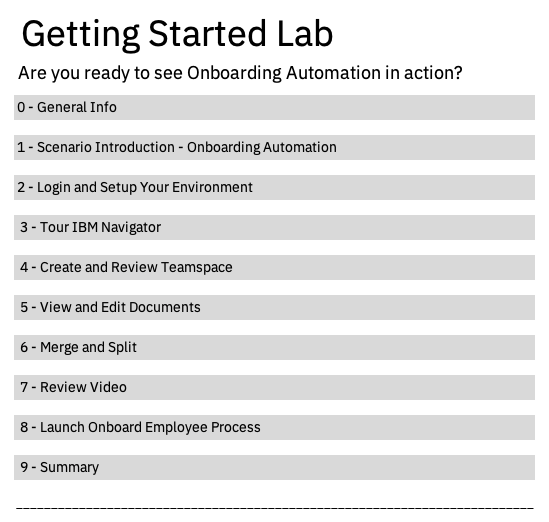 Getting Started Lab
Are you ready to see Onboarding Automation in action?
0 - General Info
1 - Scenario Introduction - Onboarding Automation
2 - Login and Setup Your Environment
3 - Tour IBM Navigator
4 - Create and Review Teamspace
5 - View and Edit Documents
6 - Merge and Split
7 - Review Video
8 - Launch Onboard Employee Process
9 - Summary